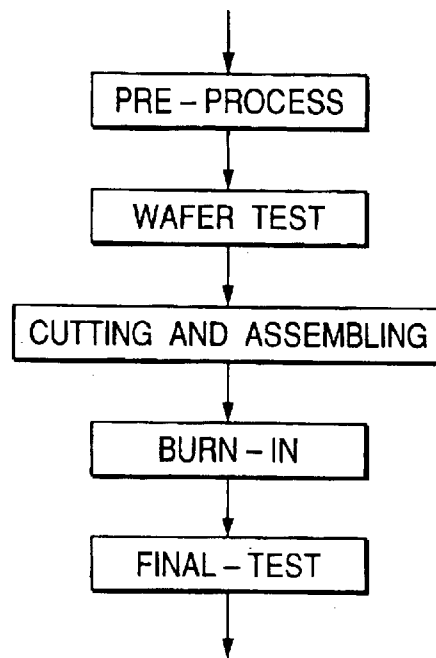 PRE-PROCESS
WAFER TEST
CUTTING AND ASSEMBLING
BURN-IN
FINAL-TEST